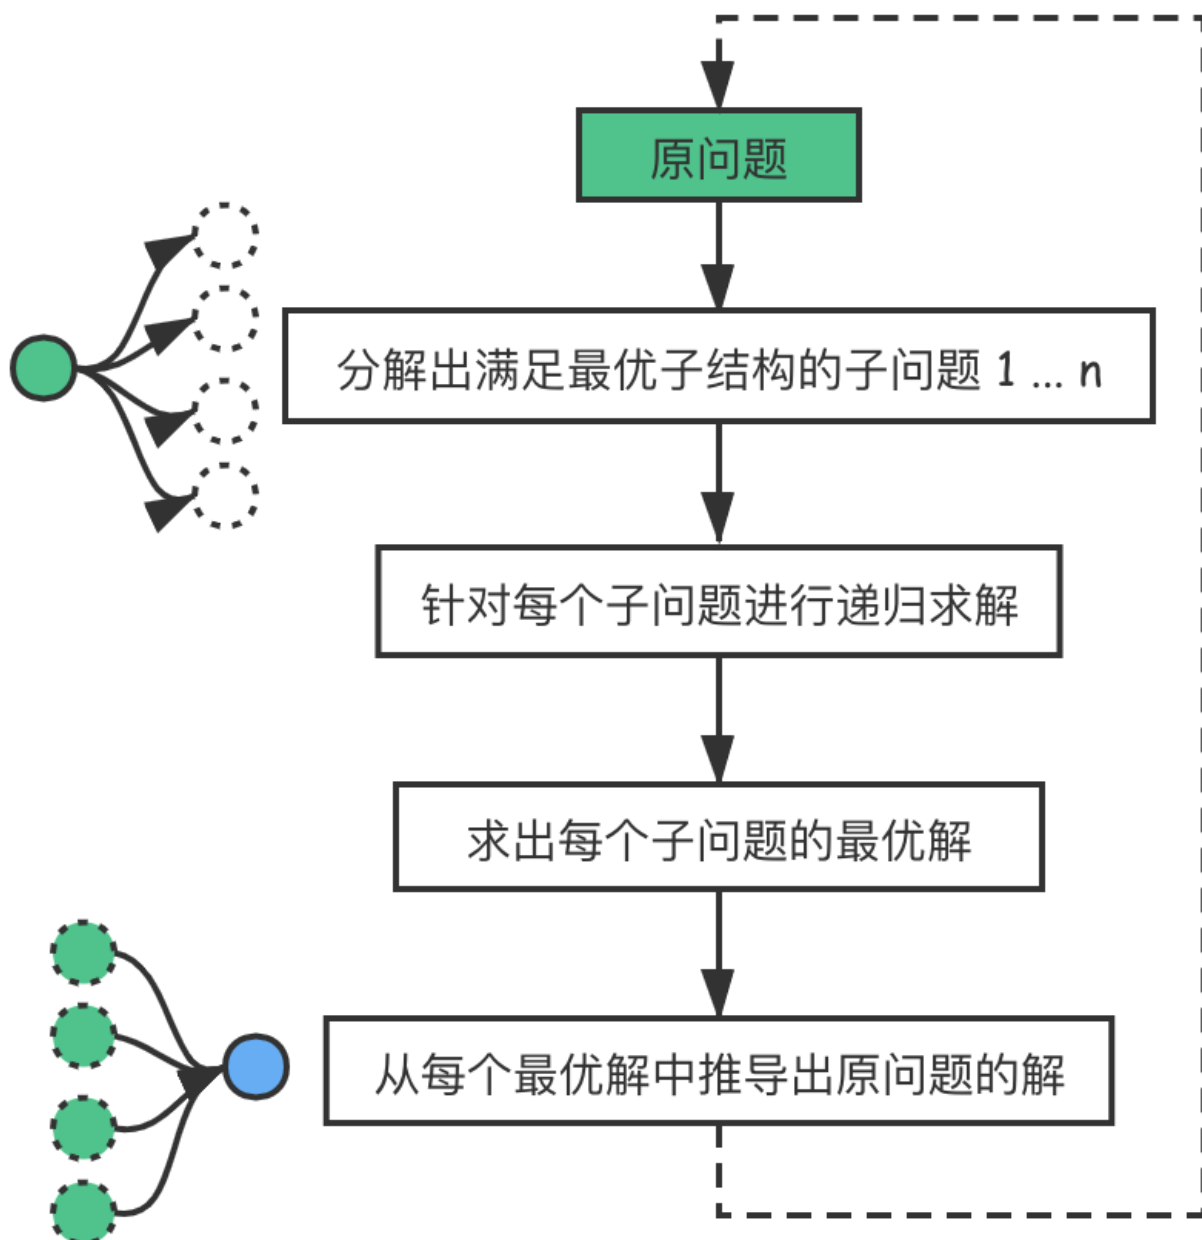 原问题
分解出满足最优子结构的子问题 1 ... n
针对每个子问题进行递归求解
求出每个子问题的最优解
从每个最优解中推导出原问题的解